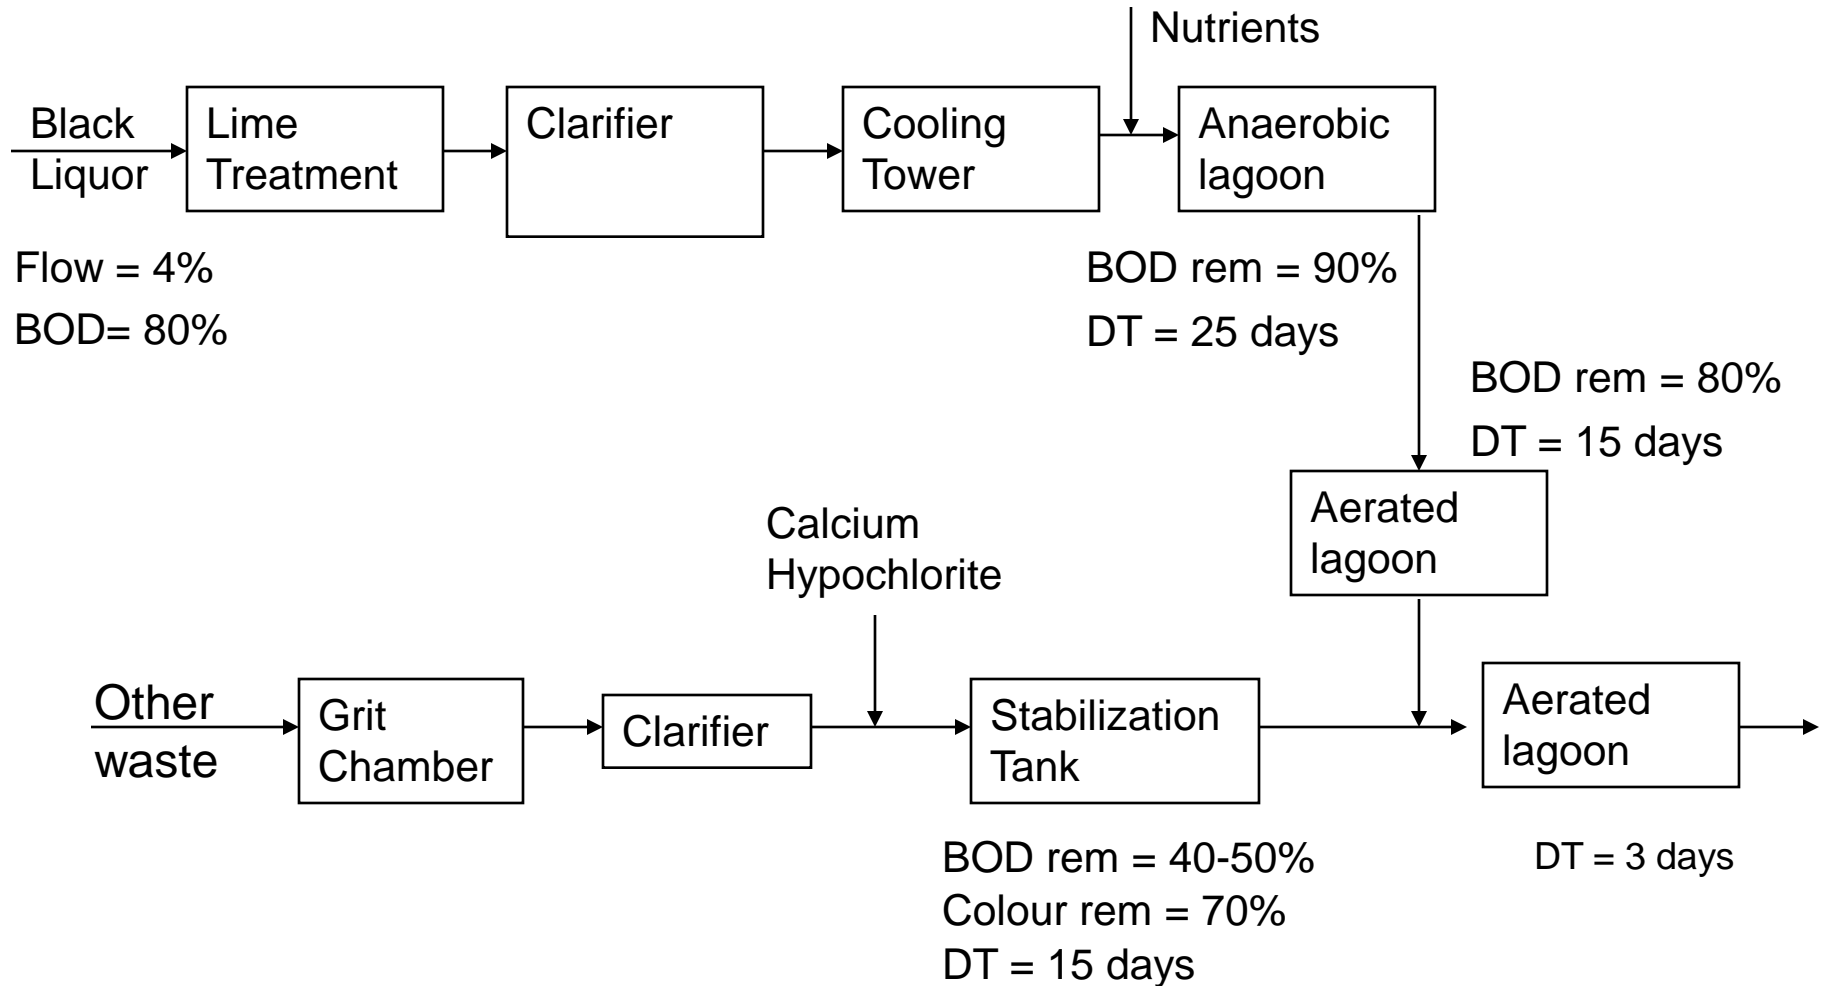 Nutrients
Black
Liquor
Lime
Treatment
Clarifier
Cooling
Tower
Anaerobic
lagoon
Flow = 4%
BOD= 80%
BOD rem = 90%
DT = 25 days
BOD rem = 80%
DT = 15 days
Aerated
lagoon
Calcium
Hypochlorite
Other
waste
Grit
Chamber
Clarifier
Stabilization
Tank
Aerated
lagoon
BOD rem = 40-50%
Colour rem = 70%
DT = 15 days
DT = 3 days